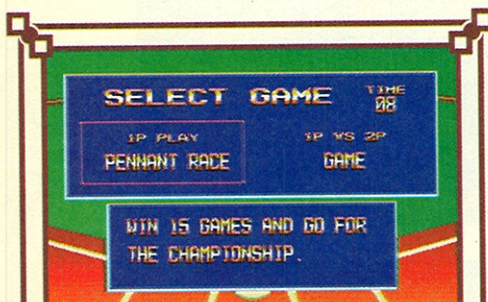 SELECT GAME
TIME
08
1P PLAY
1P VS 2P
PENNANT RACE
GAME
WIN 15 GAMES AND GO FOR
THE CHAMPIONSHIP.